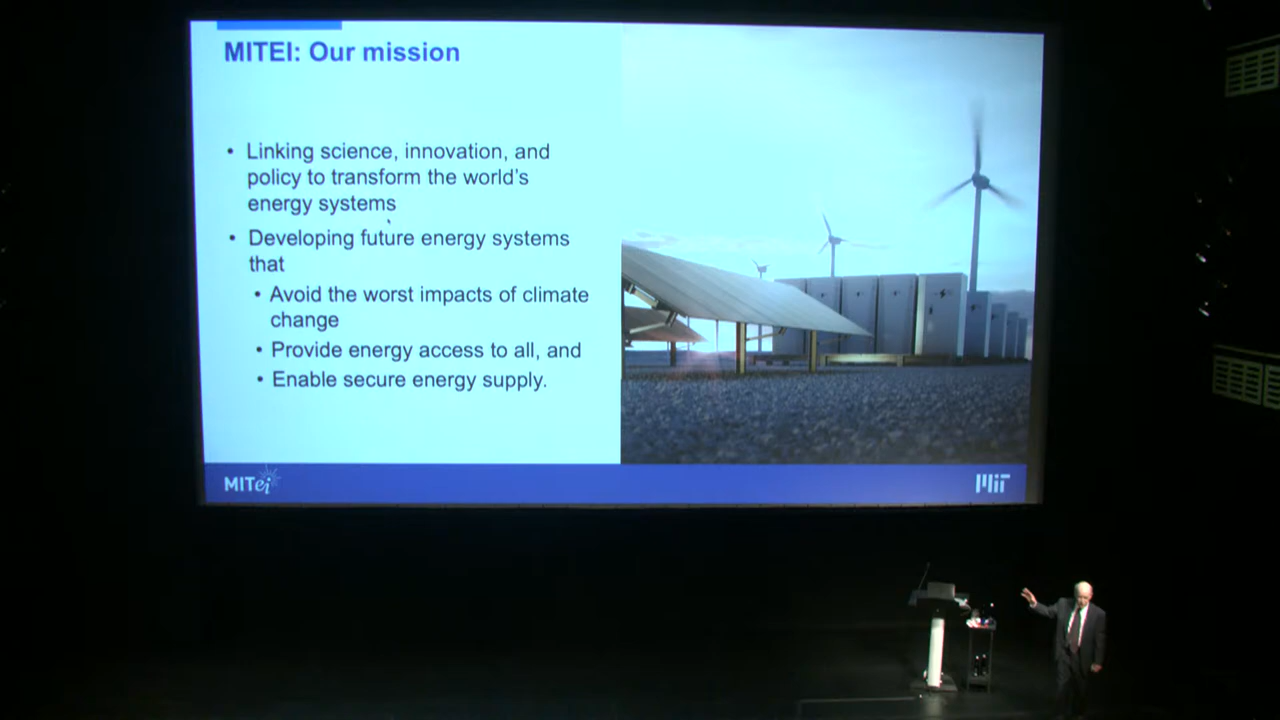 MITEI: Our mission
• Linking science, innovation, and
policy to transform the world's
energy systems
• Developing future energy systems
that
• Avoid the worst impacts of climate
change
• Provide energy access to all, and
• Enable secure energy supply.
MITei
MIT